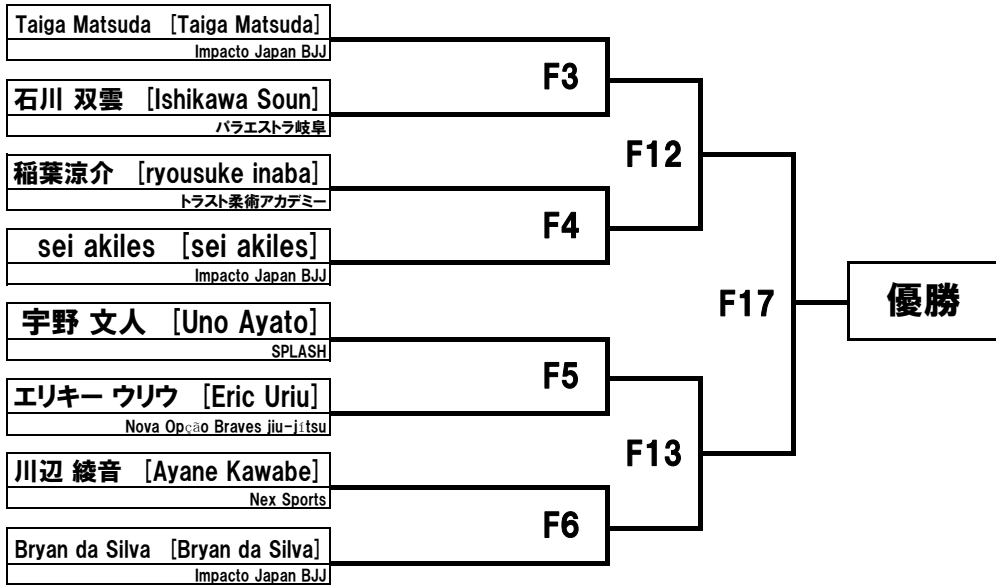 Taiga Matsuda [Taiga Matsuda]
Impacto Japan BJJ
石川 双雲 [Ishikawa Soun]
パラエストラ岐阜
稲葉涼介 [ryousuke inaba]
トラスト柔術アカデミー
sei akiles [sei akiles]
Impacto Japan BJJ
宇野 文人 [Uno Ayato]
SPLASH
エリキー ウリウ [Eric Uriu]
Nova Opção Braves jiu-jítsu
川辺 綾音 [Ayane Kawabe]
Nex Sports
Bryan da Silva [Bryan da Silva]
Impacto Japan BJJ
F3
F4
F5
F6
F12
F13
F17
優勝